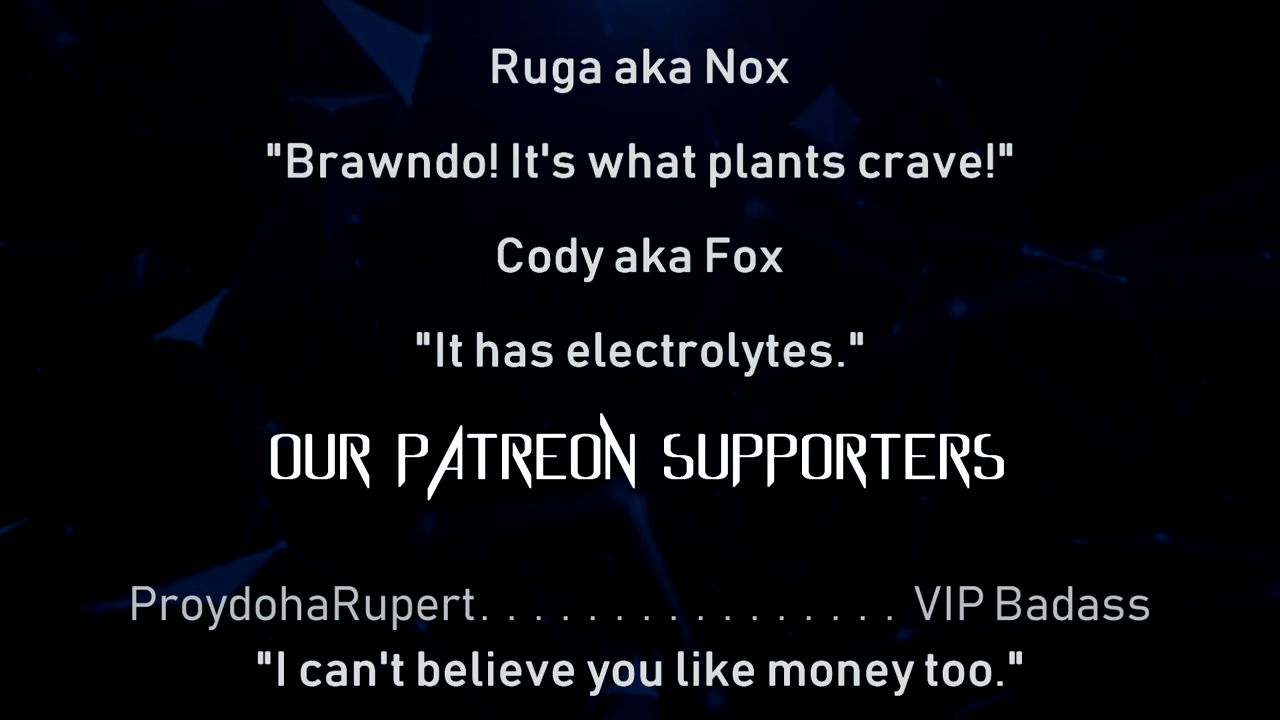 Ruga aka Nox
"Brawndo! It's what plants crave!"
Cody aka Fox
"It has electrolytes."
OUR PATREON SUPPORTERS
ProydohaRupert. . . . . . . . . . . . . . . . VIP Badass
"I can't believe you like money too."